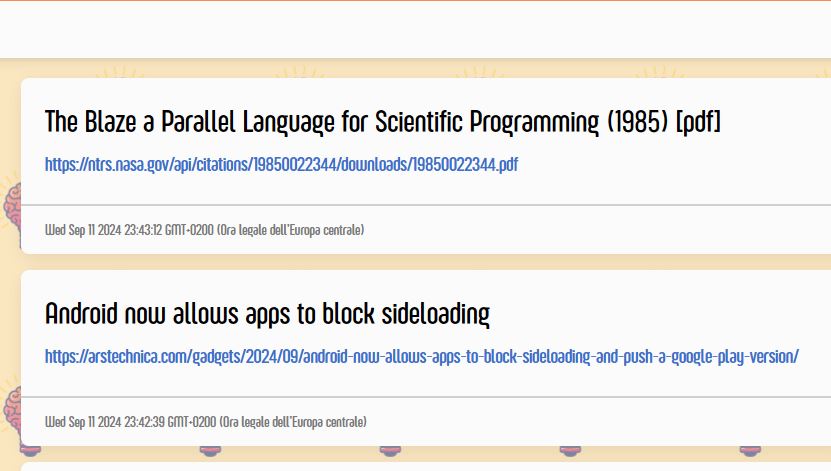 The Blaze a Parallel Language for Scientific Programming (1985) [pdf]
https://ntrs.nasa.gov/api/citations/19850022344/downloads/19850022344.pdf
Wed Sep 11 2024 23:43:12 GMT+0200 (Ora legale dell'Europa centrale)
Android now allows apps to block sideloading
https://arstechnica.com/gadgets/2024/09/android-now-allows-apps-to-block-sideloading-and-push-a-google-play-version/
Wed Sep 11 2024 23:42:39 GMT+0200 (Ora legale dell'Europa centrale)